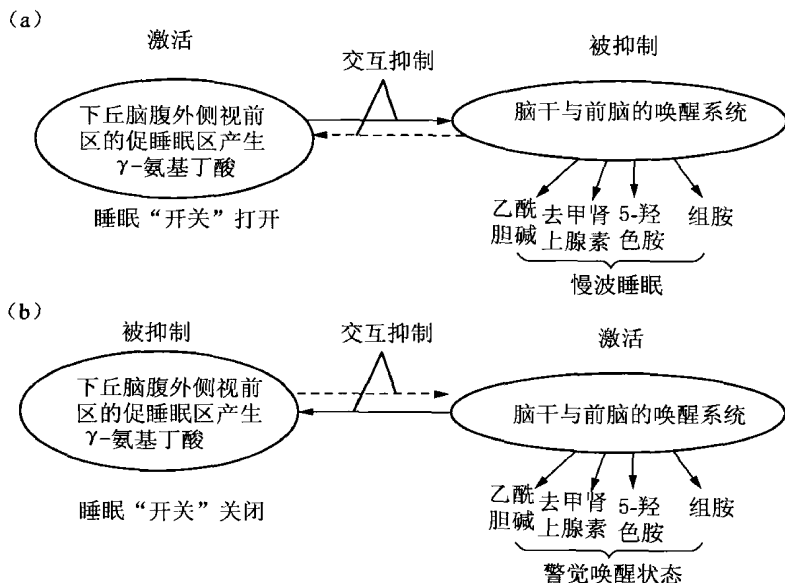 (a)
激活
交互抑制
被抑制
下丘脑腹外侧视前
区的促睡眠区产生
γ-氨基丁酸
脑干与前脑的唤醒系统
睡眠“开关”打开
乙酰
胆碱
去甲肾
上腺素
5-羟
色胺
组胺
慢波睡眠
(b)
被抑制
交互抑制
激活
下丘脑腹外侧视前
区的促睡眠区产生
γ-氨基丁酸
脑干与前脑的唤醒系统
睡眠“开关”关闭
乙酰
胆碱
去甲肾
上腺素
5-羟
色胺
组胺
警觉唤醒状态